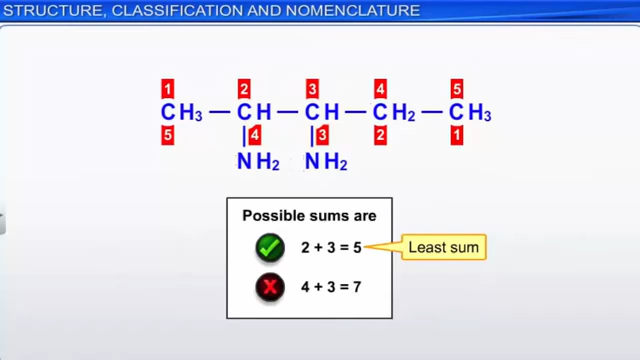 STRUCTURE, CLASSIFICATION AND NOMENCLATURE
1 2 3 4 5
CH3 — CH — CH — CH2 — CH3
5 4 3 2 1
NH2 NH2
Possible sums are
2 + 3 = 5 Least sum
4 + 3 = 7